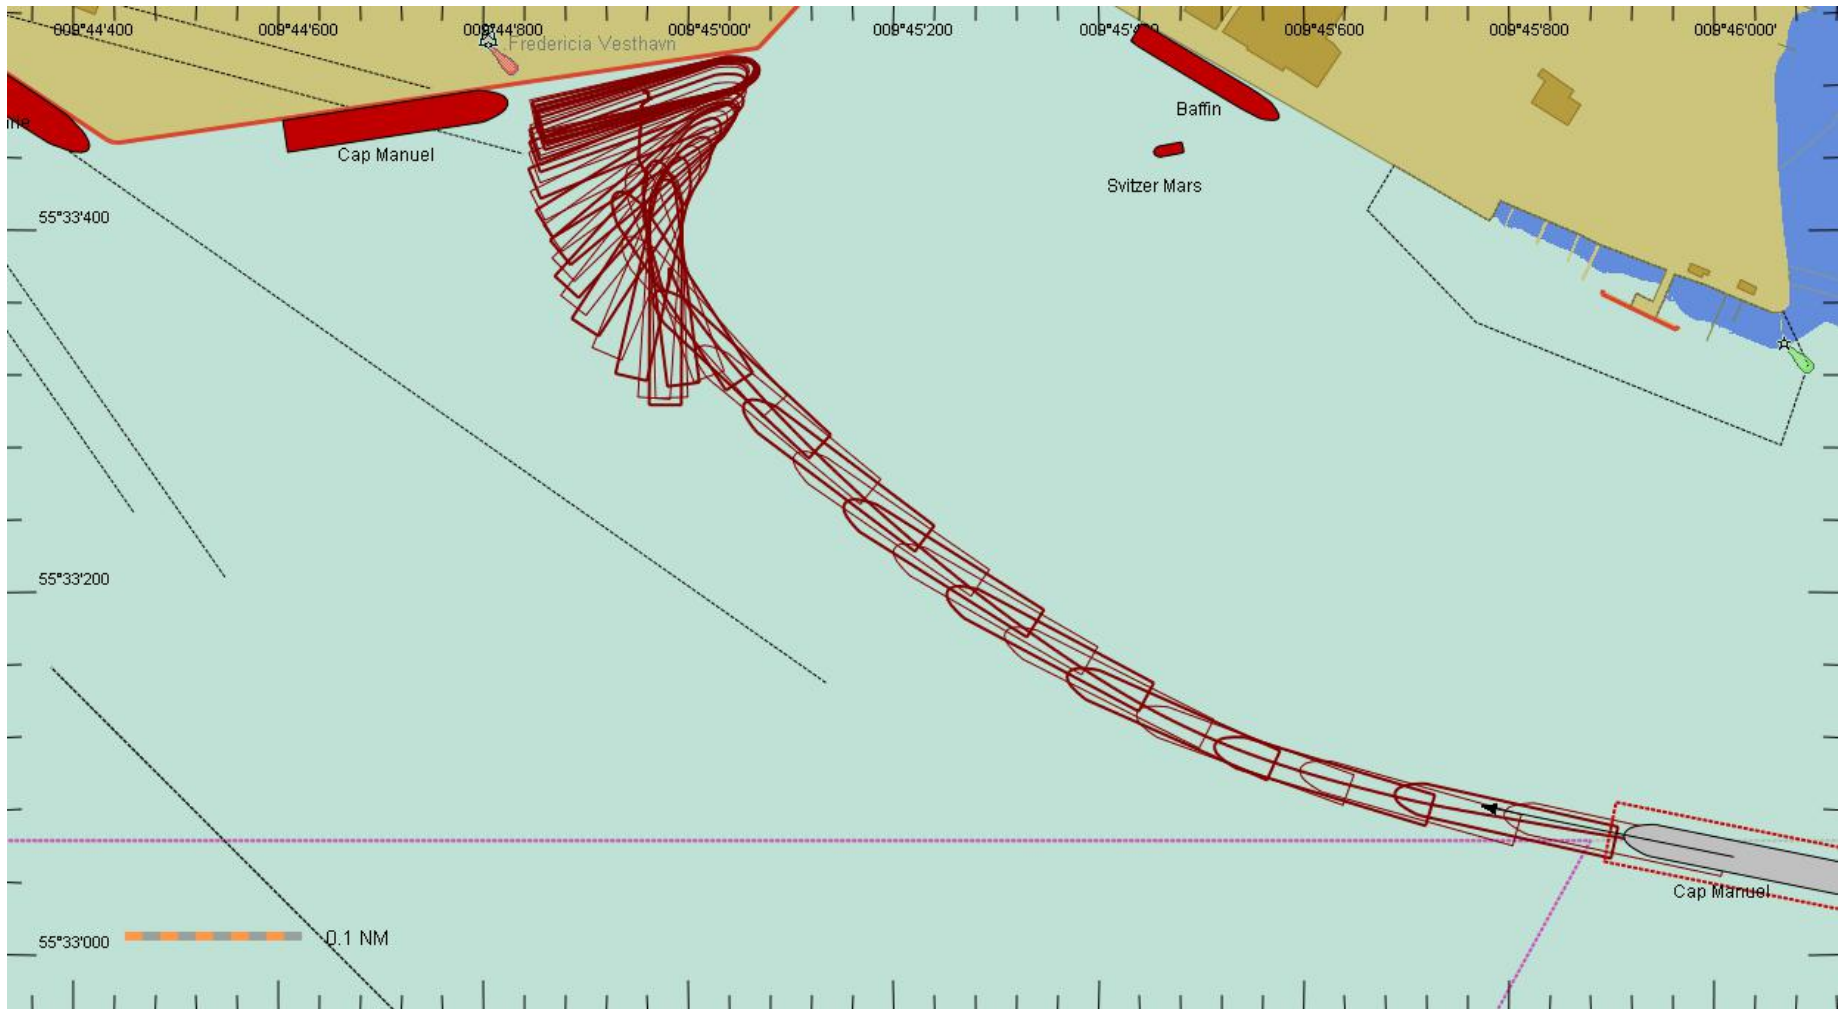 009°44'400
009°44'600
009°44'800
009°45'000
009°45'200
009°45'600
009°45'800
009°46'000'
Fredericia Vesthavn
Baffin
Cap Manuel
Svitzer Mars
55°33'400
55°33'200
Cap Manuel
55°33'000
0.1 NM